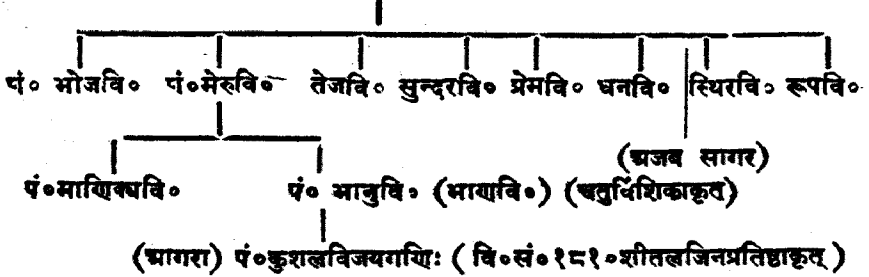 पं० भोजवि० पं०मेरुवि० तेजवि० सुन्दरवि० प्रेमवि० धनवि० स्थिरवि० रूपवि०
(अजब सागर)
पं०माणिक्यवि० पं० भानुवि० (भाणवि०) (चतुर्विंशिकाकृत)
(आगरा) पं०कुशलविजयगणिः (वि०सं०१८१०शीतलजिनप्रतिष्ठाकृत्)